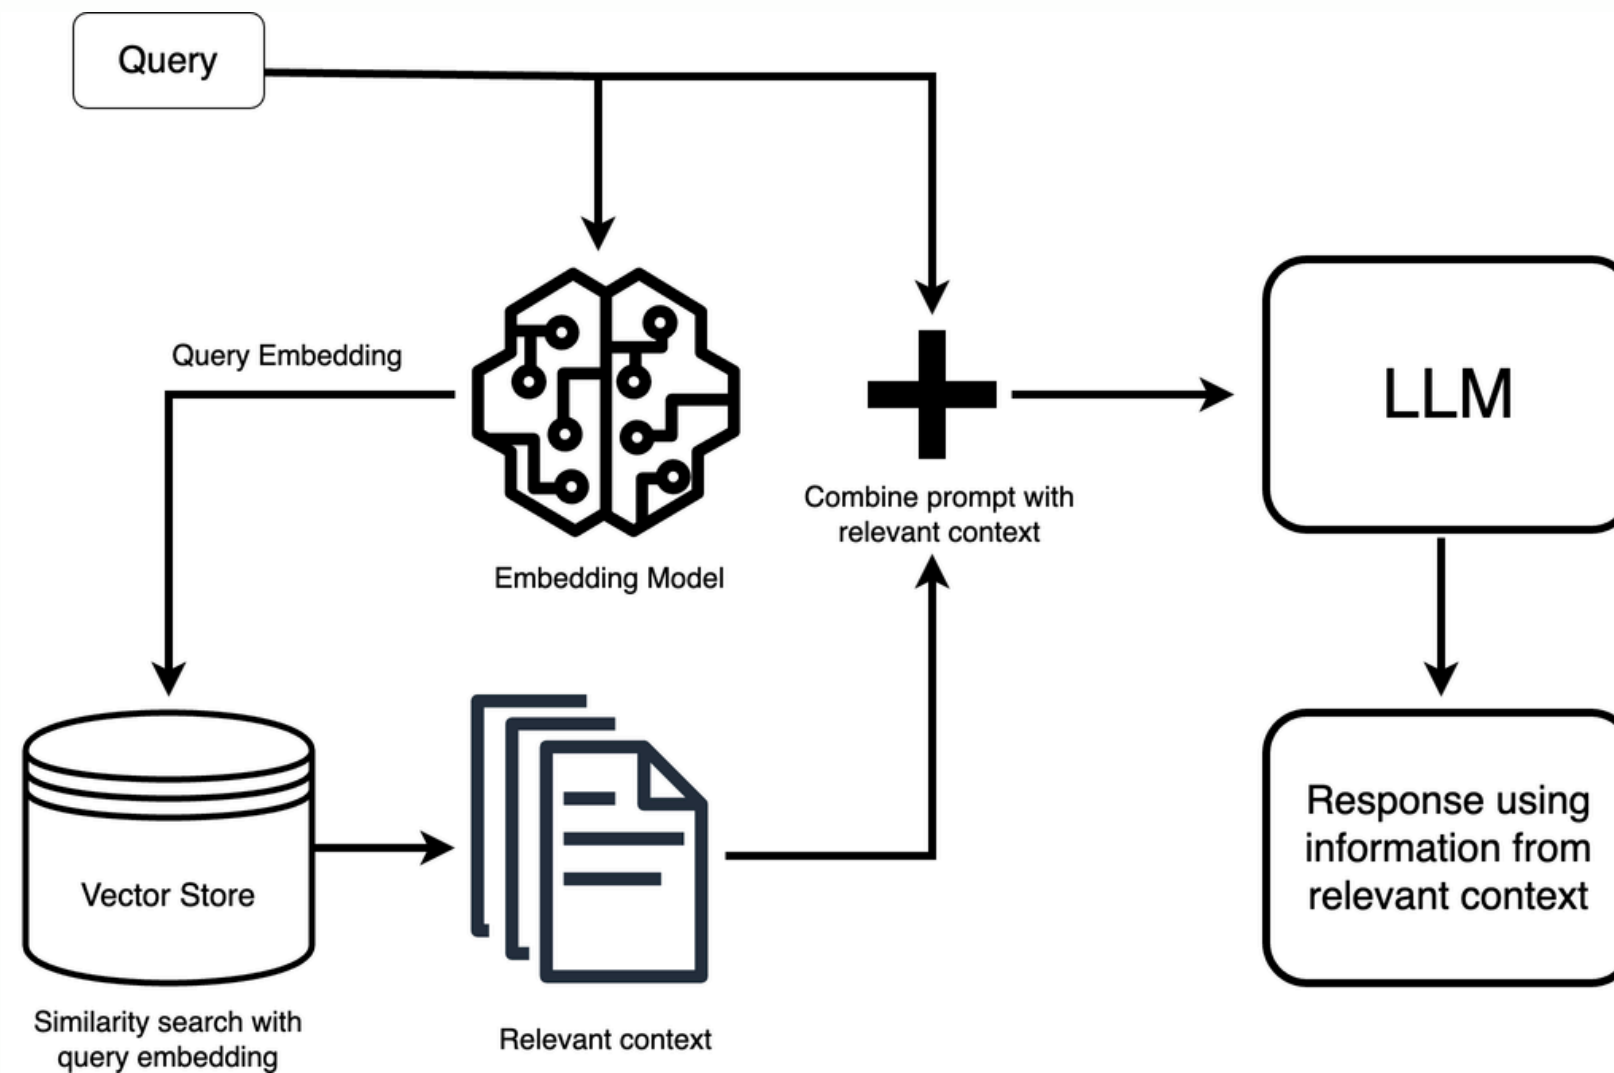 Query
Query Embedding
Embedding Model
Combine prompt with
relevant context
LLM
Vector Store
Similarity search with
query embedding
Relevant context
Response using
information from
relevant context